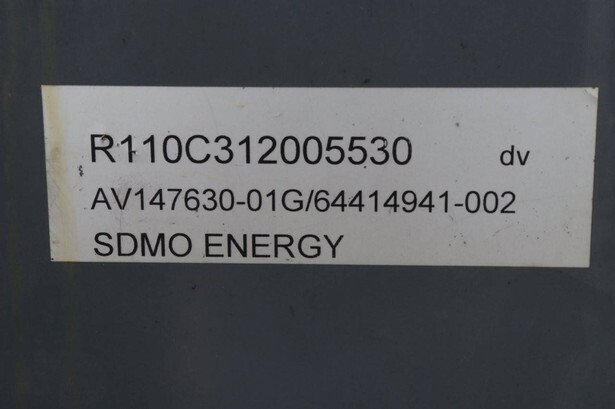 R110C312005530 dv
AV147630-01G/64414941-002
SDMO ENERGY